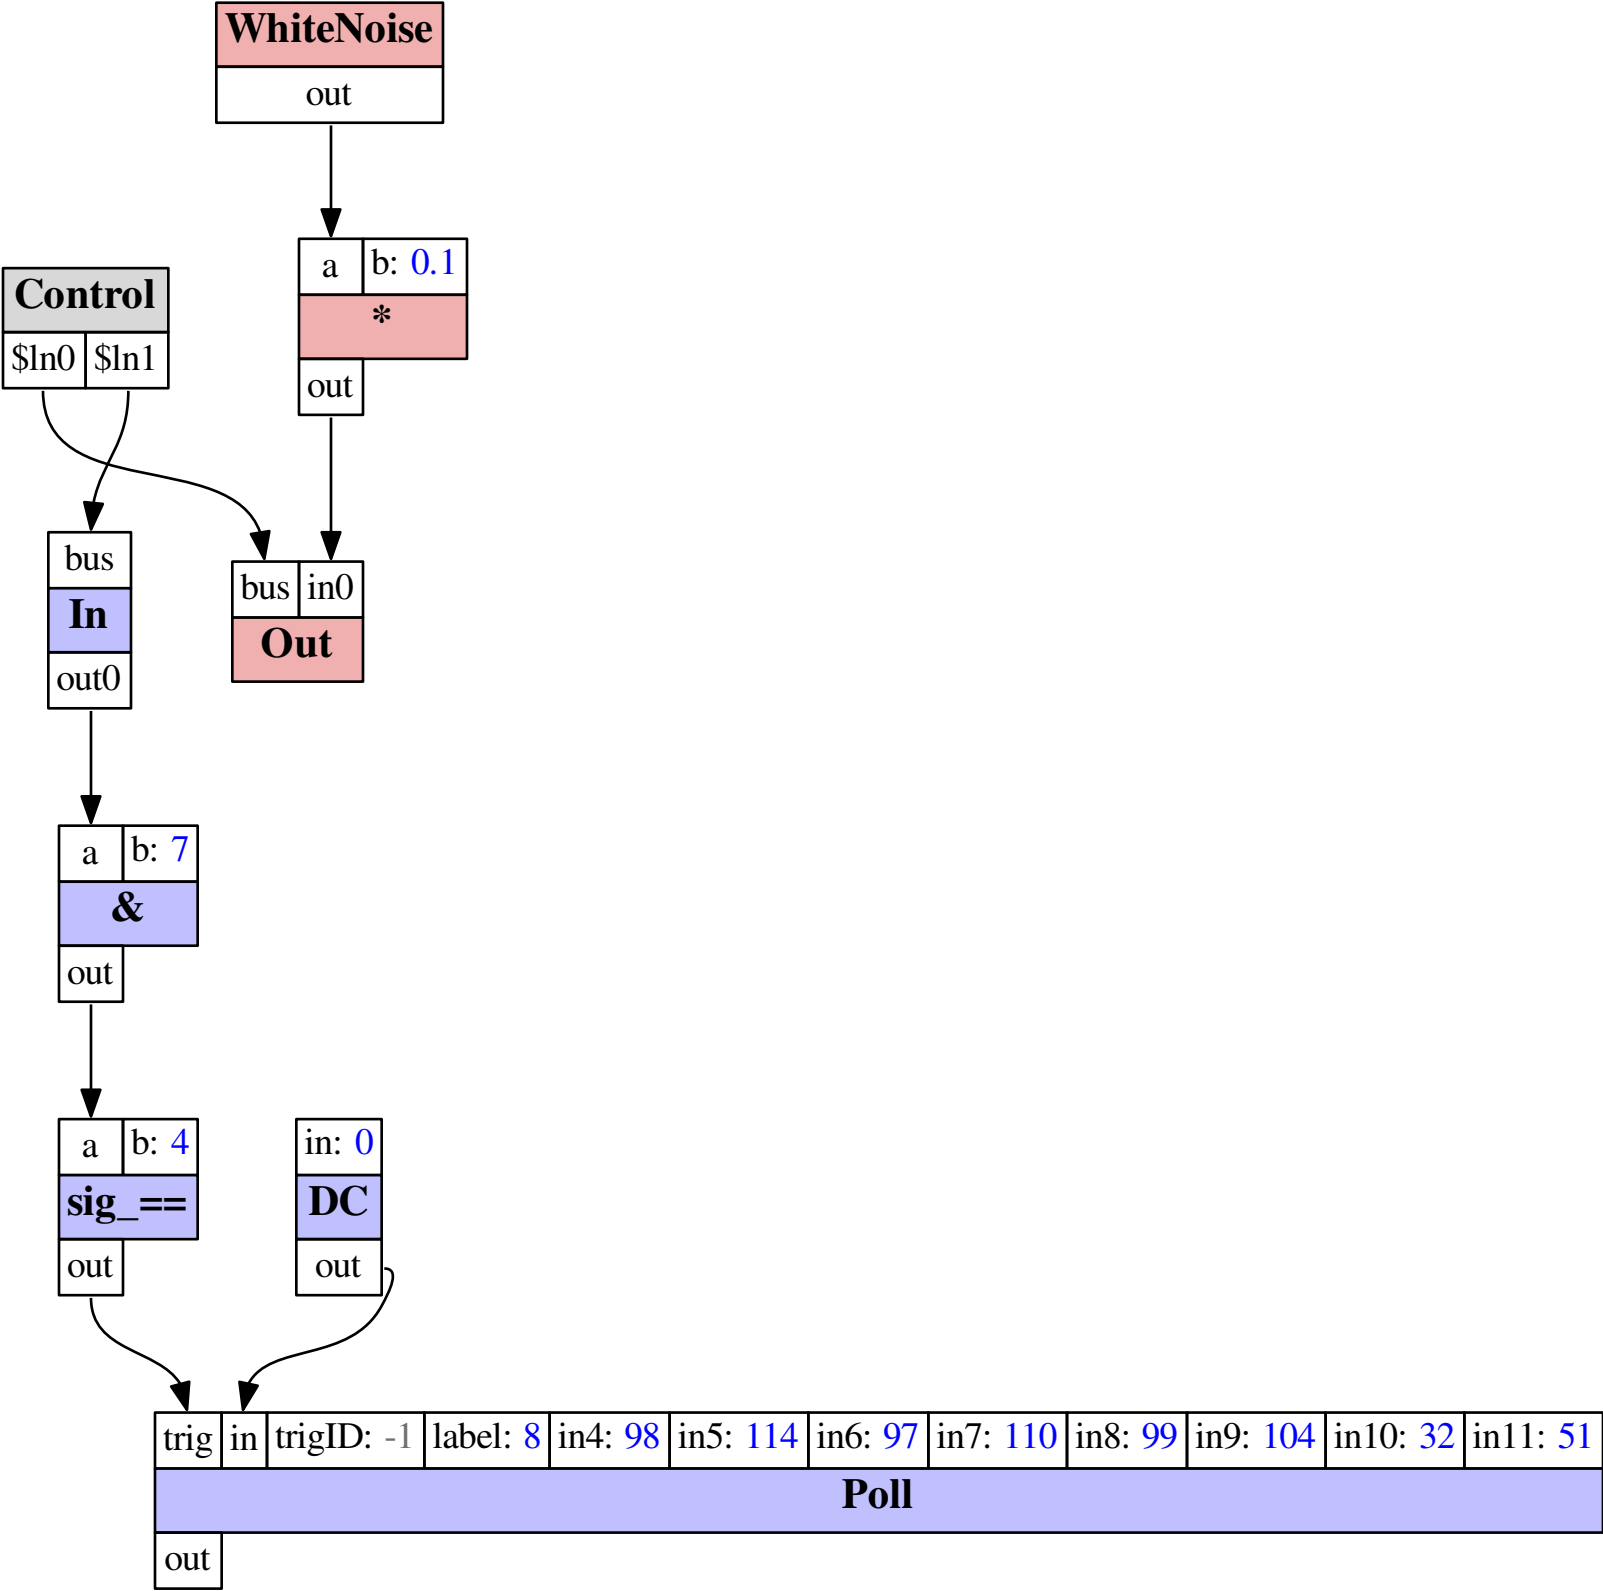 WhiteNoise
out
a b: 0.1
*
out
Control
$ln0 $ln1
bus
In
out0
bus in0
Out
a b: 7
&
out
a b: 4
sig_==
out
in: 0
DC
out
trig in trigID: -1 label: 8 in4: 98 in5: 114 in6: 97 in7: 110 in8: 99 in9: 104 in10: 32 in11: 51
Poll
out